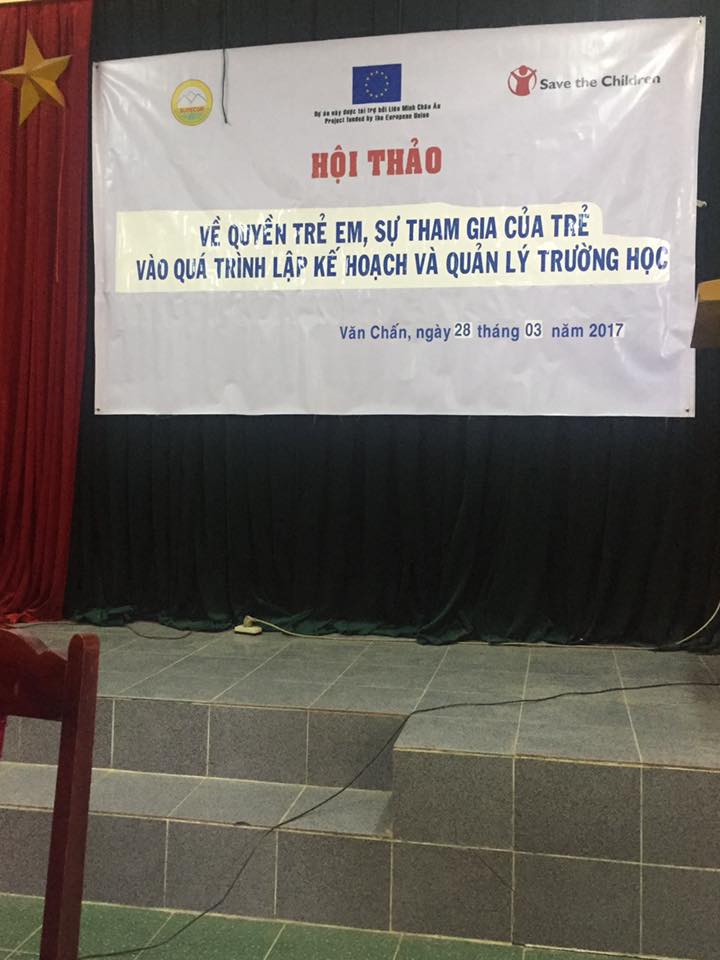 Save the Children
Dự án này được tài trợ bởi Liên Minh Châu Âu
Project funded by the European Union
HỘI THẢO
VỀ QUYỀN TRẺ EM, SỰ THAM GIA CỦA TRẺ
VÀO QUÁ TRÌNH LẬP KẾ HOẠCH VÀ QUẢN LÝ TRƯỜNG HỌC
Văn Chấn, ngày 28 tháng 03 năm 2017